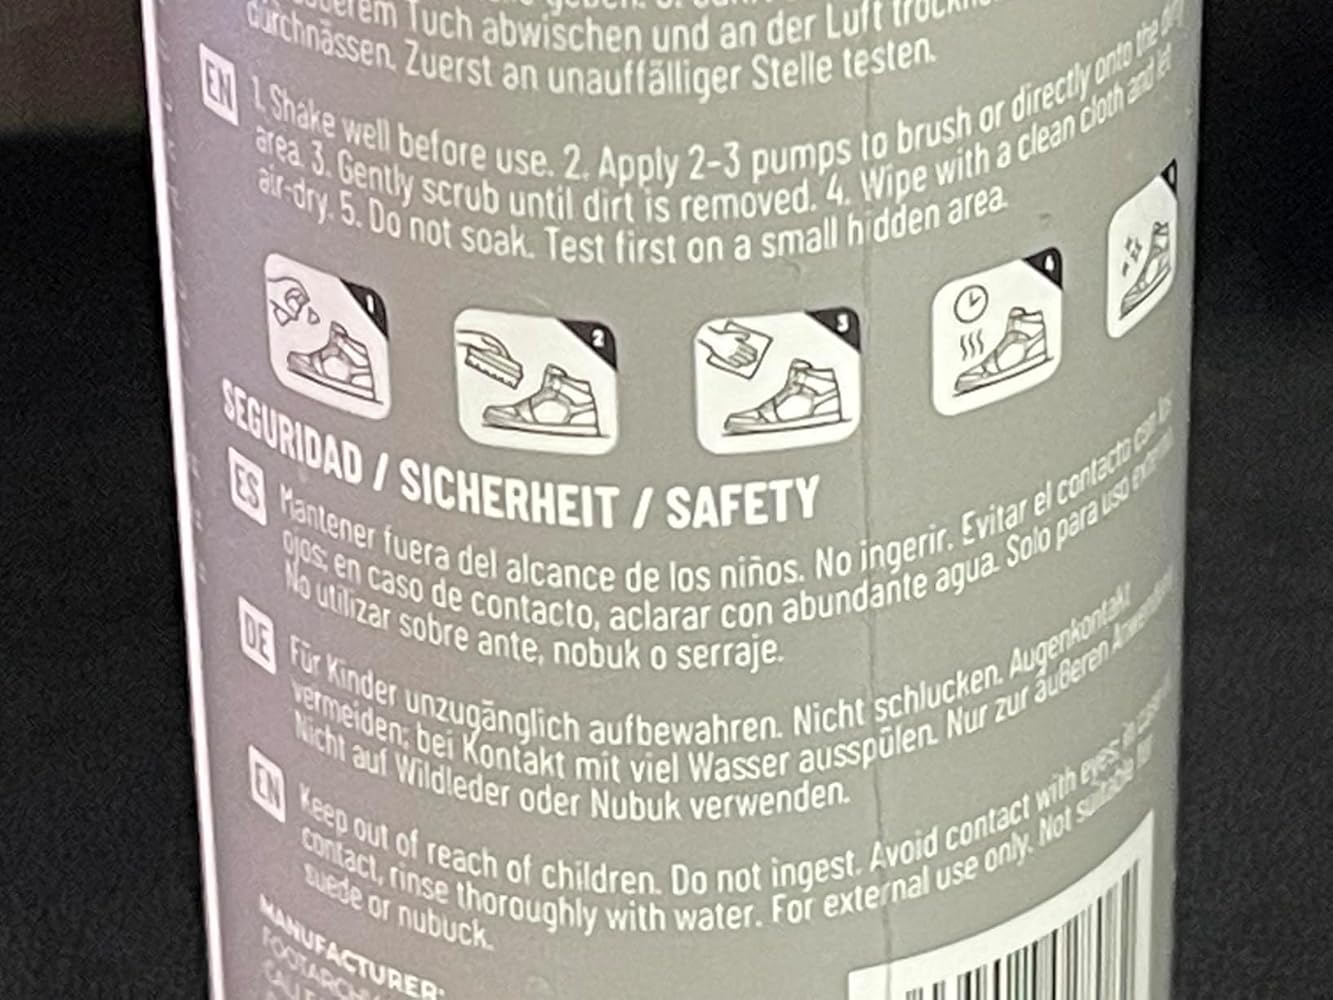 durchnässen. Zuerst an unauffälliger Stelle testen.
Tuch abwischen und an der Luft
EN
1. Shake well before use. 2. Apply 2-3 pumps to brush or directly onto the dirty
area. 3. Gently scrub until dirt is removed. 4. Wipe with a clean cloth and let
air-dry. 5. Do not soak. Test first on a small hidden area.
1
2
3
4
SEGURIDAD / SICHERHEIT / SAFETY
ES
Mantener fuera del alcance de los niños. No ingerir. Evitar el contacto con los
ojos; en caso de contacto, aclarar con abundante agua. Solo para uso
No utilizar sobre ante, nobuk o serraje.
DE
Für Kinder unzugänglich aufbewahren. Nicht schlucken. Augenkontakt
vermeiden; bei Kontakt mit viel Wasser ausspülen. Nur zur äußeren
Nicht auf Wildleder oder Nubuk verwenden.
EN
Keep out of reach of children. Do not ingest. Avoid contact with eyes; in
contact, rinse thoroughly with water. For external use only. Not suitable for
suede or nubuck.
MANUFACTURER: